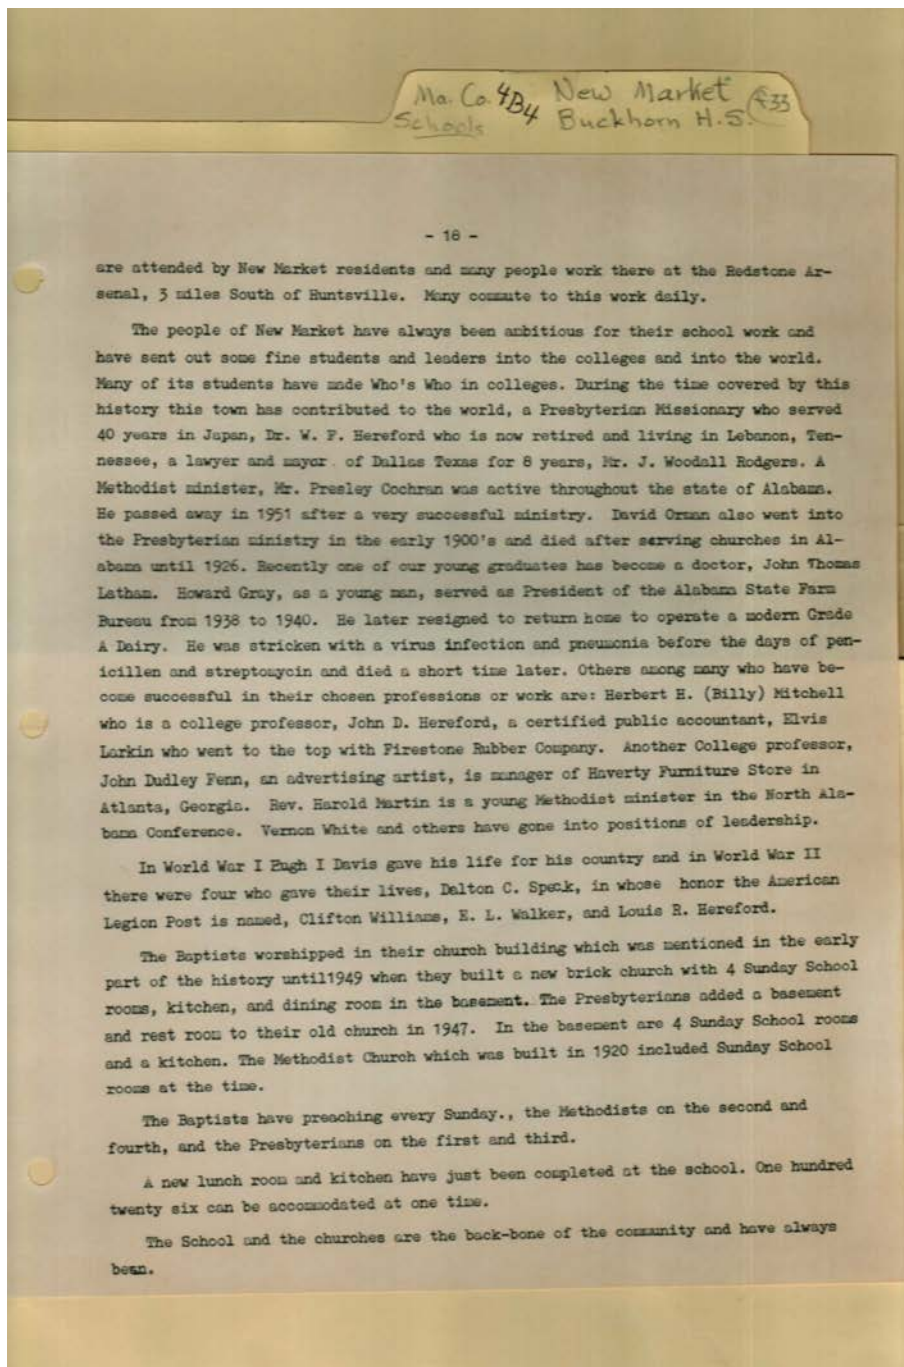 Ma. Co. 4B4 New Market 433
Schools Buckhorn H.S.
- 18 -
are attended by New Market residents and many people work there at the Redstone Ar-
senal, 3 miles South of Huntsville. Many commute to this work daily.
The people of New Market have always been ambitious for their school work and
have sent out some fine students and leaders into the colleges and into the world.
Many of its students have made Who's Who in colleges. During the time covered by this
history this town has contributed to the world, a Presbyterian Missionary who served
40 years in Japan, Dr. W. F. Hereford who is now retired and living in Lebanon, Ten-
nessee, a lawyer and mayor of Dallas Texas for 8 years, Mr. J. Woodall Rodgers. A
Methodist minister, Mr. Presley Cochran was active throughout the state of Alabama.
He passed away in 1951 after a very successful ministry. David Orman also went into
the Presbyterian ministry in the early 1900's and died after serving churches in Al-
abama until 1926. Recently one of our young graduates has become a doctor, John Thomas
Latham. Howard Gray, as a young man, served as President of the Alabama State Farm
Bureau from 1938 to 1940. He later resigned to return home to operate a modern Grade
A Dairy. He was stricken with a virus infection and pneumonia before the days of pen-
icillen and streptomycin and died a short time later. Others among many who have be-
come successful in their chosen professions or work are: Herbert H. (Billy) Mitchell
who is a college professor, John D. Hereford, a certified public accountant, Elvis
Larkin who went to the top with Firestone Rubber Company. Another College professor,
John Dudley Fenn, an advertising artist, is manager of Haverty Furniture Store in
Atlanta, Georgia. Rev. Harold Martin is a young Methodist minister in the North Ala-
bama Conference. Vernon White and others have gone into positions of leadership.
In World War I Pugh I Davis gave his life for his country and in World War II
there were four who gave their lives, Dalton C. Speck, in whose honor the American
Legion Post is named, Clifton Williams, E. L. Walker, and Louis R. Hereford.
The Baptists worshipped in their church building which was mentioned in the early
part of the history until1949 when they built a new brick church with 4 Sunday School
rooms, kitchen, and dining room in the basement. The Presbyterians added a basement
and rest room to their old church in 1947. In the basement are 4 Sunday School rooms
and a kitchen. The Methodist Church which was built in 1920 included Sunday School
rooms at the time.
The Baptists have preaching every Sunday., the Methodists on the second and
fourth, and the Presbyterians on the first and third.
A new lunch room and kitchen have just been completed at the school. One hundred
twenty six can be accommodated at one time.
The School and the churches are the back-bone of the community and have always
been.